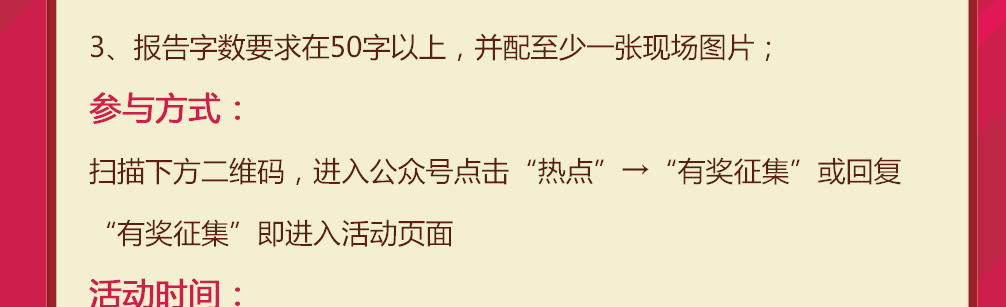 3、报告字数要求在50字以上，并配至少一张现场图片；
参与方式：
扫描下方二维码，进入公众号点击“热点”→“有奖征集”或回复
“有奖征集”即进入活动页面
活动时间：